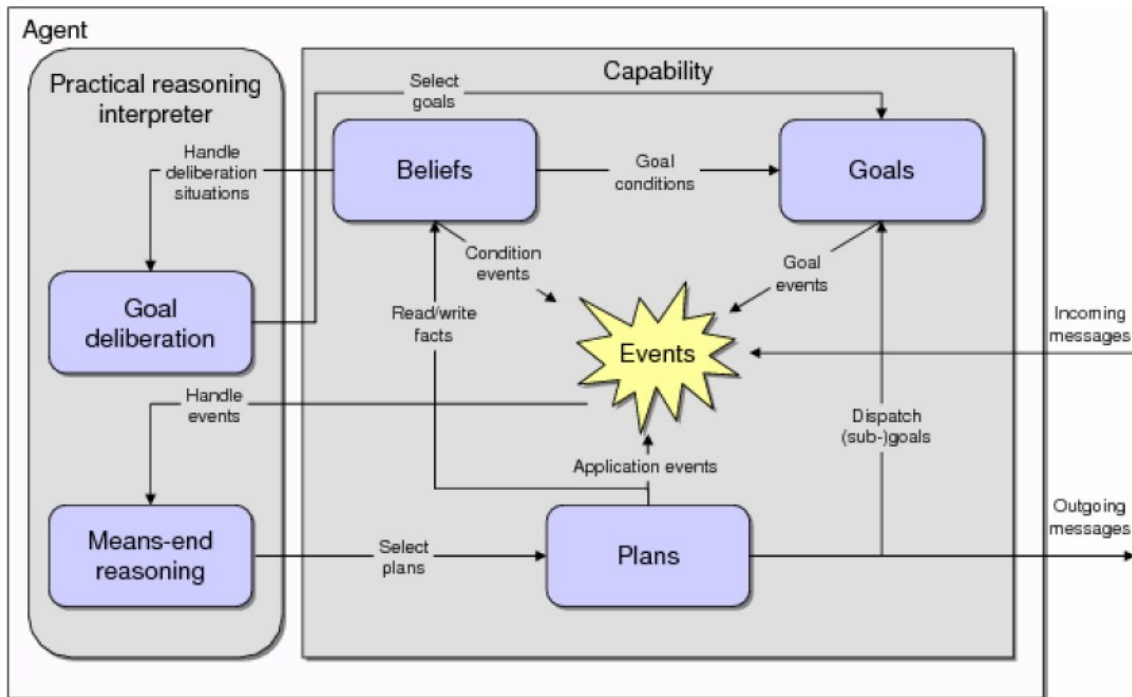 Agent
Practical reasoning
interpreter
Capability
Select
goals
Handle
deliberation
situations
Beliefs
Goal
conditions
Goals
Condition
events
Goal
events
Goal
deliberation
Read/write
facts
Events
Incoming
messages
Handle
events
Dispatch
(sub-)goals
Application events
Means-end
reasoning
Select
plans
Plans
Outgoing
messages